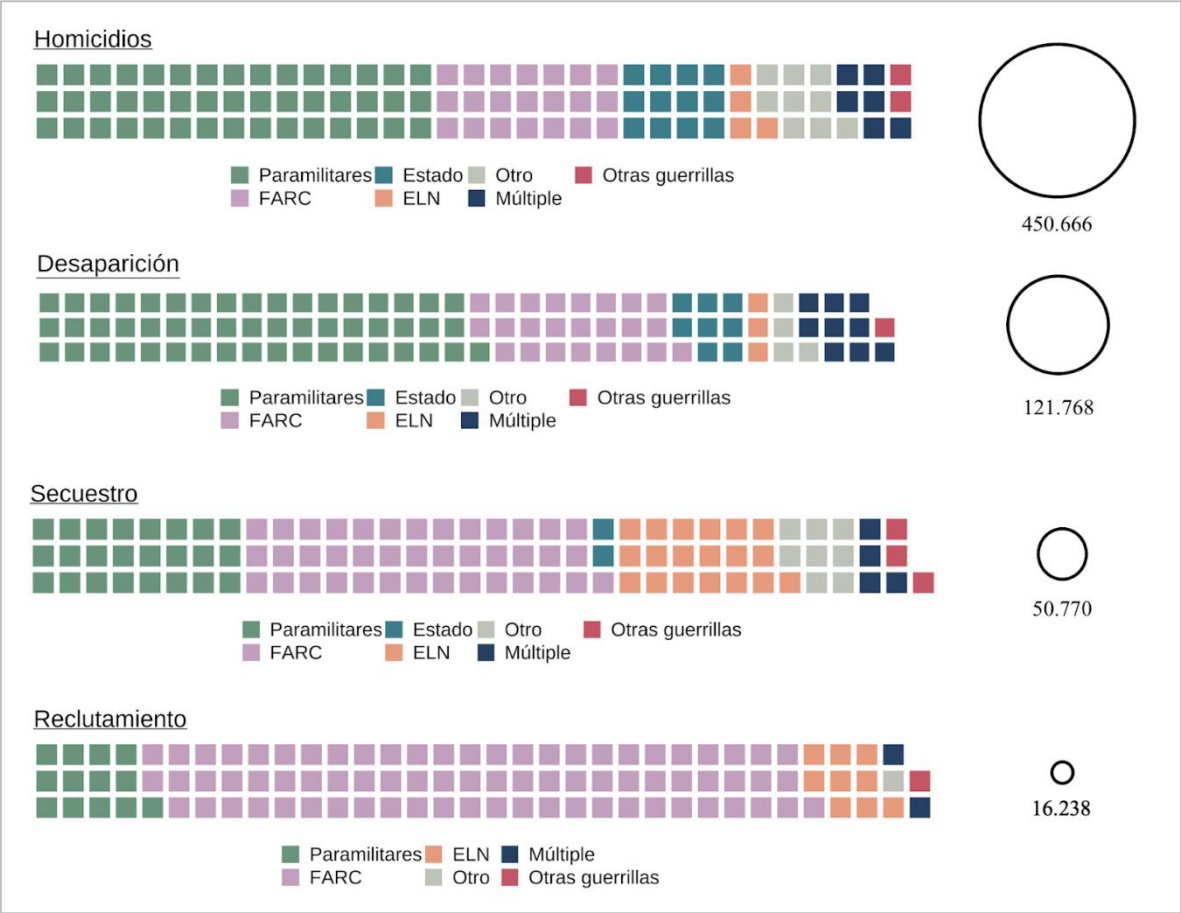 Homicidios
Paramilitares Estado Otro Otras guerrillas
FARC ELN Múltiple
450.666
Desaparición
Paramilitares Estado Otro Otras guerrillas
FARC ELN Múltiple
121.768
Secuestro
Paramilitares Estado Otro Otras guerrillas
FARC ELN Múltiple
50.770
Reclutamiento
Paramilitares ELN Múltiple
FARC Otro Otras guerrillas
16.238